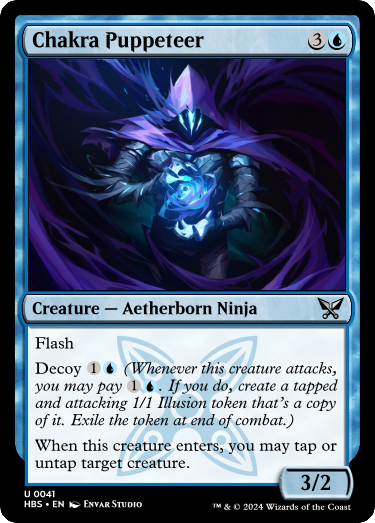 Chakra Puppeteer 3
Creature — Aetherborn Ninja
Flash
Decoy 1 (Whenever this creature attacks,
you may pay 1 . If you do, create a tapped
and attacking 1/1 Illusion token that's a copy
of it. Exile the token at end of combat.)
When this creature enters, you may tap or
untap target creature.
3/2
U 0041
HBS • EN Envar Studio
™ & © 2024 Wizards of the Coast